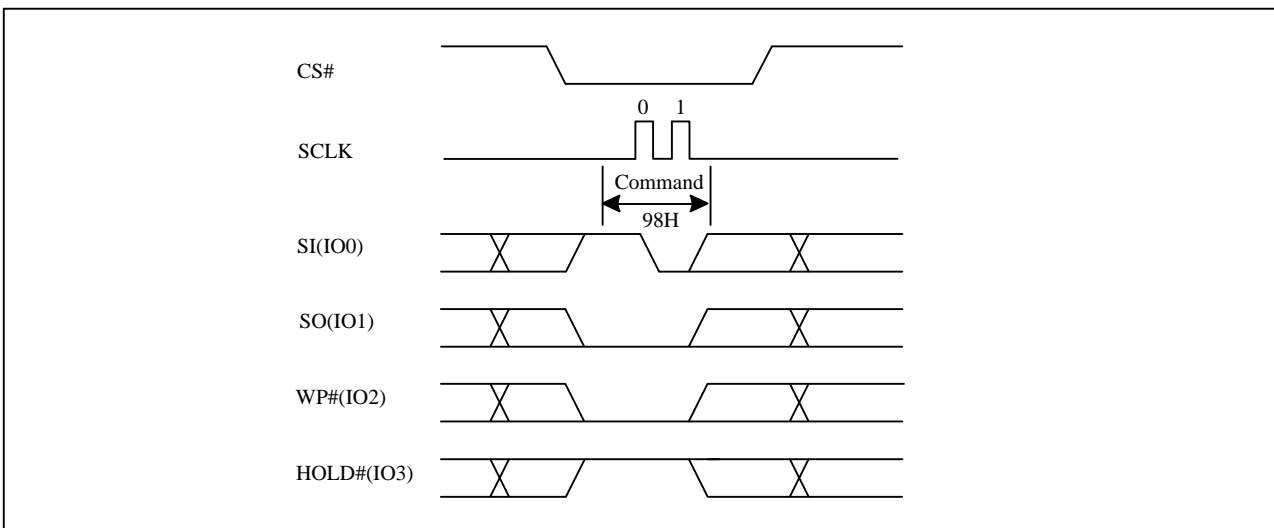 CS#
0 1
SCLK
Command
98H
SI(IO0)
SO(IO1)
WP#(IO2)
HOLD#(IO3)